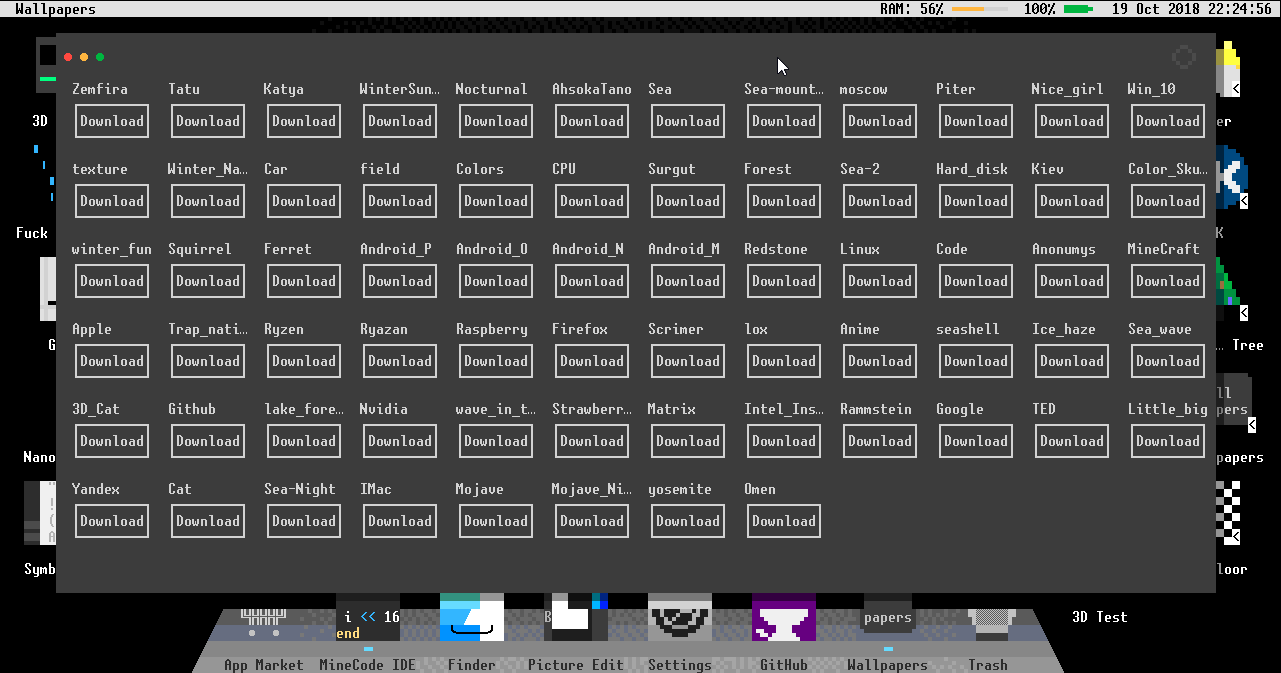 Wallpapers RAM: 56% 100% 19 Oct 2018 22:24:56
Zemfira Tatu Katya WinterSun… Nocturnal AhsokaTano Sea Sea-mount… moscow Piter Nice_girl Win_10
Download Download Download Download Download Download Download Download Download Download Download Download
3D er
texture Winter_Na… Car field Colors CPU Surgut Forest Sea-2 Hard_disk Kiev Color_Sku…
Download Download Download Download Download Download Download Download Download Download Download Download
Fuck K
winter_fun Squirrel Ferret Android_P Android_O Android_N Android_M Redstone Linux Code Anonumys MineCraft
Download Download Download Download Download Download Download Download Download Download Download Download
Apple Trap_nati… Ryzen Ryazan Raspberry Firefox Scrimer lox Anime seashell Ice_haze Sea_wave
G … Tree
Download Download Download Download Download Download Download Download Download Download Download Download
ll
3D_Cat Github lake_fore… Nvidia wave_in_t… Strawberr… Matrix Intel_Ins… Rammstein Google TED Little_big pers
Download Download Download Download Download Download Download Download Download Download Download Download
Nano papers
Yandex Cat Sea-Night IMac Mojave Mojave_Ni… yosemite Omen
Download Download Download Download Download Download Download Download
Symb loor
i << 16 B papers 3D Test
end
App Market MineCode IDE Finder Picture Edit Settings GitHub Wallpapers Trash